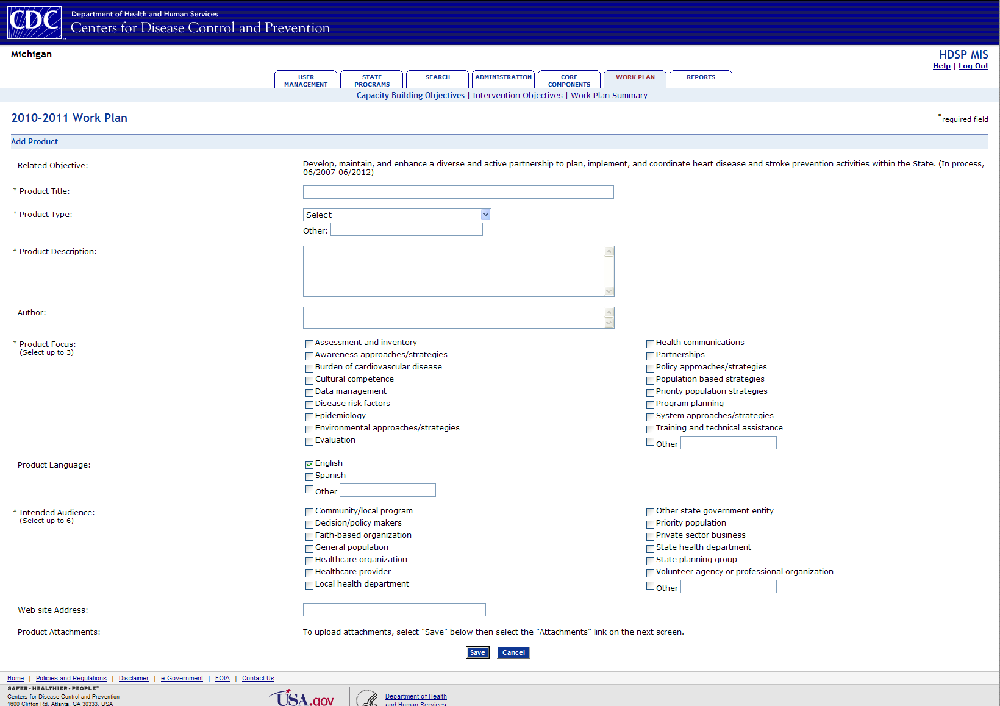 CDC
Department of Health and Human Services
Centers for Disease Control and Prevention
Michigan
HDSP MIS
Help | Log Out
USER MANAGEMENT
STATE PROGRAMS
SEARCH
ADMINISTRATION
CORE COMPONENTS
WORK PLAN
REPORTS
Capacity Building Objectives | Intervention Objectives | Work Plan Summary
2010-2011 Work Plan
*required field
Add Product
Related Objective:
Develop, maintain, and enhance a diverse and active partnership to plan, implement, and coordinate heart disease and stroke prevention activities within the State. (In process,
06/2007-06/2012)
* Product Title:
* Product Type:
Select
Other:
* Product Description:
Author:
* Product Focus:
(Select up to 3)
Assessment and inventory
Awareness approaches/strategies
Burden of cardiovascular disease
Cultural competence
Data management
Disease risk factors
Epidemiology
Environmental approaches/strategies
Evaluation
Health communications
Partnerships
Policy approaches/strategies
Population based strategies
Priority population strategies
Program planning
System approaches/strategies
Training and technical assistance
Other
Product Language:
English
Spanish
Other
* Intended Audience:
(Select up to 6)
Community/local program
Decision/policy makers
Faith-based organization
General population
Healthcare organization
Healthcare provider
Local health department
Other state government entity
Priority population
Private sector business
State health department
State planning group
Volunteer agency or professional organization
Other
Web site Address:
Product Attachments:
To upload attachments, select "Save" below then select the "Attachments" link on the next screen.
Save
Cancel
Home | Policies and Regulations | Disclaimer | e-Government | FOIA | Contact Us
SAFER·HEALTHIER·PEOPLE™
Centers for Disease Control and Prevention
1600 Clifton Rd, Atlanta, GA 30333, USA
USA.gov
Department of Health
and Human Services